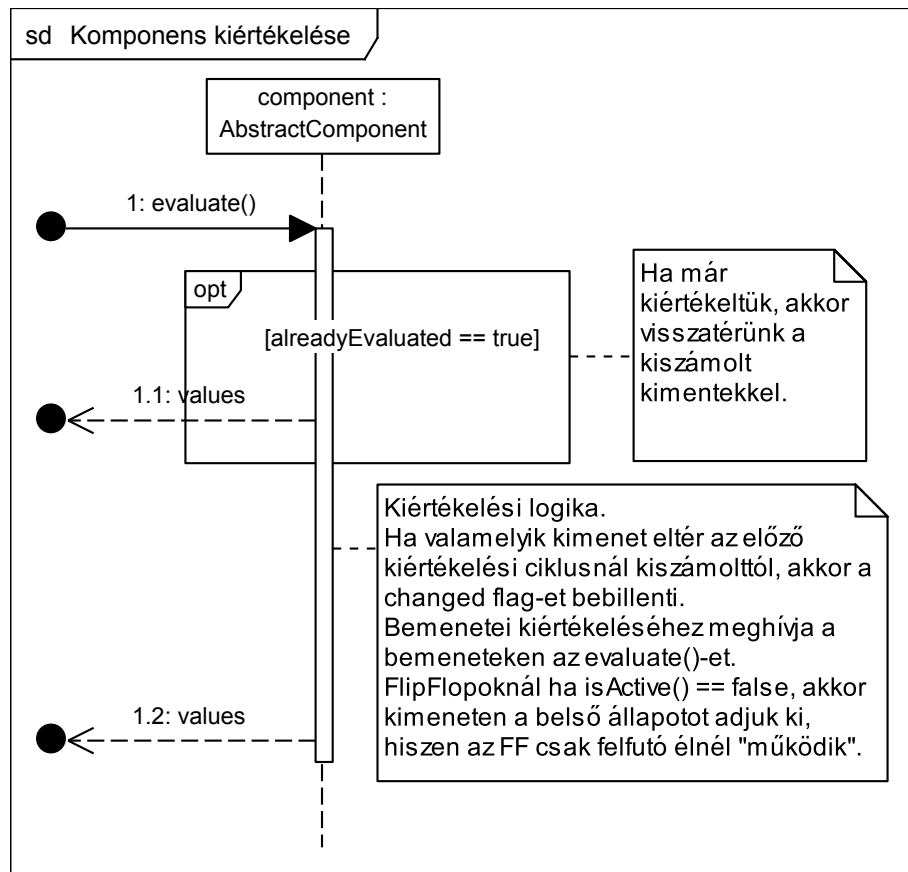 sd Komponens kiértékelése
component :
AbstractComponent
1: evaluate()
opt
[alreadyEvaluated == true]
Ha már
kiértékeltük, akkor
visszatérünk a
kiszámolt
kimentekkel.
1.1: values
Kiértékelési logika.
Ha valamelyik kimenet eltér az előző
kiértékelési ciklusnál kiszámolttól, akkor a
changed flag-et bebillenti.
Bemenetei kiértékeléséhez meghívja a
bemeneteken az evaluate()-et.
FlipFlopoknál ha isActive() == false, akkor
kimeneten a belső állapotot adjuk ki,
hiszen az FF csak felfutó élnél "működik".
1.2: values